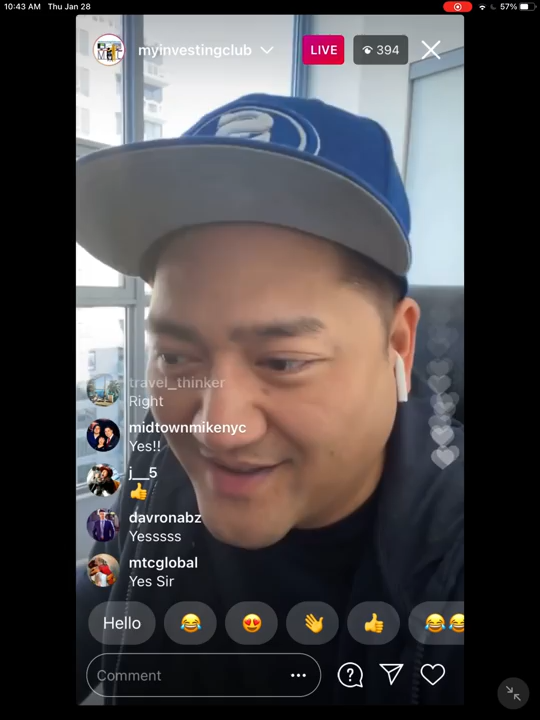 10:43 AM Thu Jan 28
57%
myinvestingclub
LIVE
394
travel_thinker
Right
midtownmikenyc
Yes!!
j__5
👍
davronabz
Yesssss
mtcglobal
Yes Sir
Hello 😂 😍 👋 👍 😂😂
Comment